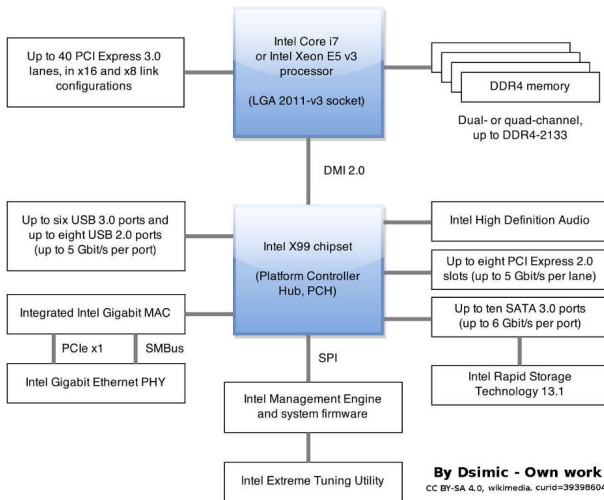 Up to 40 PCI Express 3.0
lanes, in x16 and x8 link
configurations
Intel Core i7
or Intel Xeon E5 v3
processor
(LGA 2011-v3 socket)
DDR4 memory
Dual- or quad-channel,
up to DDR4-2133
DMI 2.0
Up to six USB 3.0 ports and
up to eight USB 2.0 ports
(up to 5 Gbit/s per port)
Intel X99 chipset
(Platform Controller
Hub, PCH)
Intel High Definition Audio
Up to eight PCI Express 2.0
slots (up to 5 Gbit/s per lane)
Integrated Intel Gigabit MAC
Up to ten SATA 3.0 ports
(up to 6 Gbit/s per port)
PCIe x1
SMBus
SPI
Intel Gigabit Ethernet PHY
Intel Rapid Storage
Technology 13.1
Intel Management Engine
and system firmware
Intel Extreme Tuning Utility
By Dsimic - Own work
CC BY-SA 4.0, wikimedia. curid=39398604